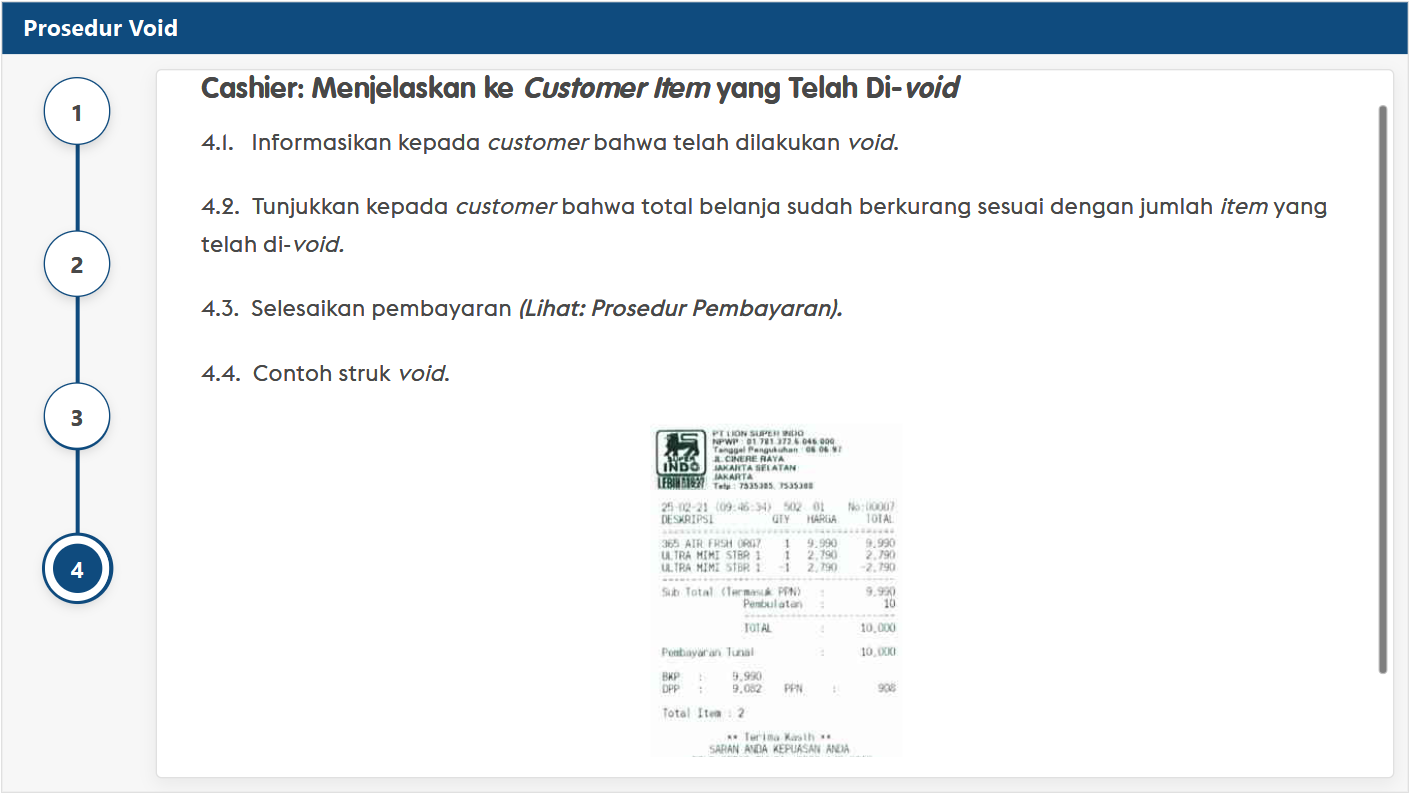 Prosedur Void
1
2
3
4
Cashier: Menjelaskan ke Customer Item yang Telah Di-void
4.1. Informasikan kepada customer bahwa telah dilakukan void.
4.2. Tunjukkan kepada customer bahwa total belanja sudah berkurang sesuai dengan jumlah item yang
telah di-void.
4.3. Selesaikan pembayaran (Lihat: Prosedur Pembayaran).
4.4. Contoh struk void.
SUPER
INDO
PT LION SUPER INDO
NPWP : 01.781.372.6.046.000
Tanggal Pengukuhan : 06 06 97
JL.CINERE RAYA
JAKARTA SELATAN
JAKARTA
Telp : 7535385, 7535388
25-02-21 (09:46:34) 502 01 No:00007
DESKRIPSI QTY HARGA TOTAL
365 AIR FRSH ORG7 1 9,990 9,990
ULTRA MIMI STBR 1 1 2,790 2,790
ULTRA MIMI STBR 1 -1 2,790 -2,790
Sub Total (Termasuk PPN) : 9,990
Pembulatan : 10
TOTAL : 10,000
Pembayaran Tunai : 10,000
BKP : 9,990
DPP : 9,082 PPN : 908
Total Item : 2
** Terima Kasih **
SARAN ANDA KEPUASAN ANDA